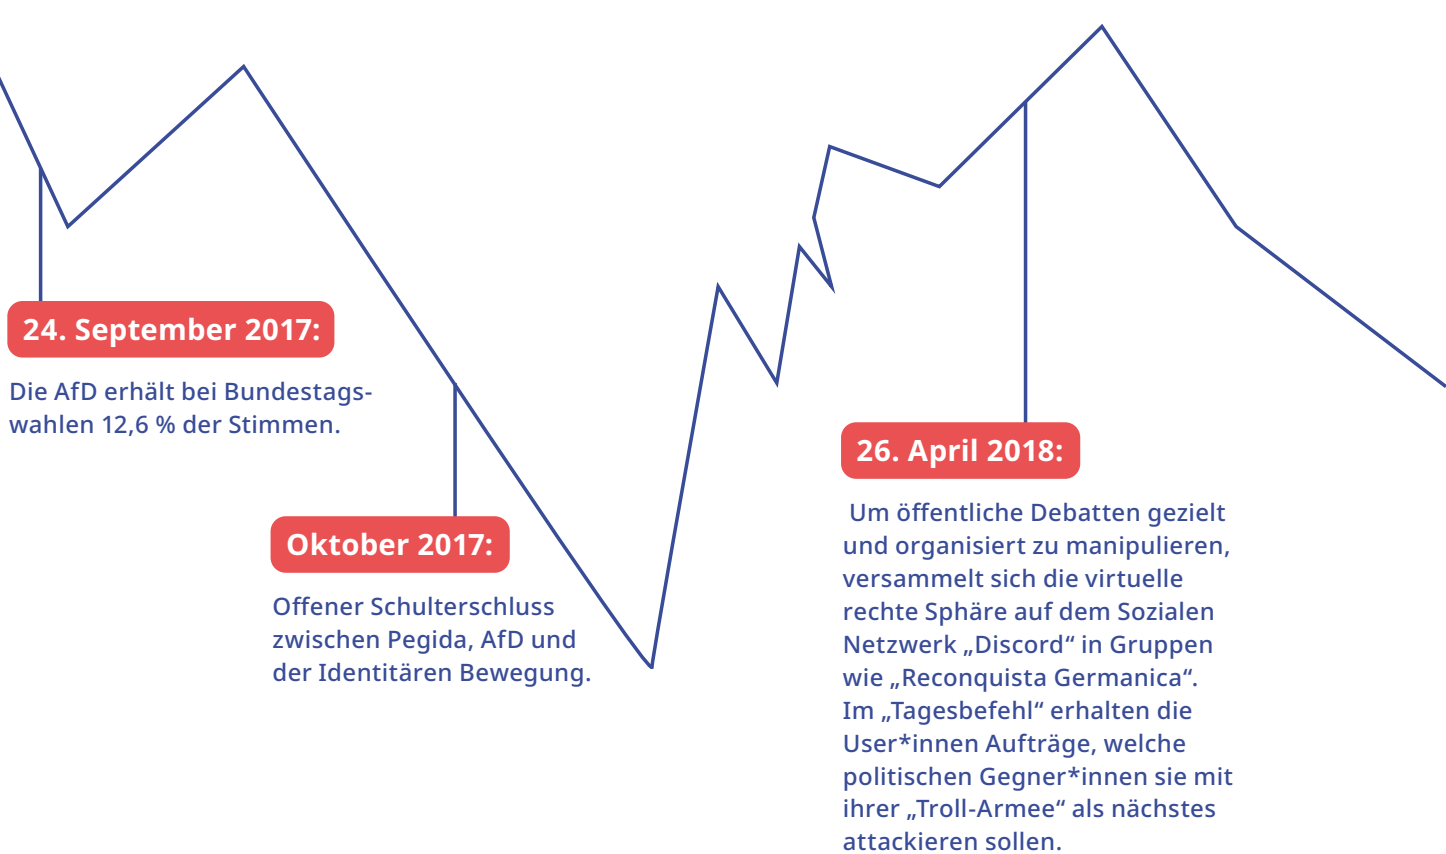 24. September 2017:
Die AfD erhält bei Bundestags-
wahlen 12,6 % der Stimmen.
Oktober 2017:
Offener Schulterschluss
zwischen Pegida, AfD und
der Identitären Bewegung.
26. April 2018:
Um öffentliche Debatten gezielt
und organisiert zu manipulieren,
versammelt sich die virtuelle
rechte Sphäre auf dem Sozialen
Netzwerk „Discord“ in Gruppen
wie „Reconquista Germanica“.
Im „Tagesbefehl“ erhalten die
User*innen Aufträge, welche
politischen Gegner*innen sie mit
ihrer „Troll-Armee“ als nächstes
attackieren sollen.